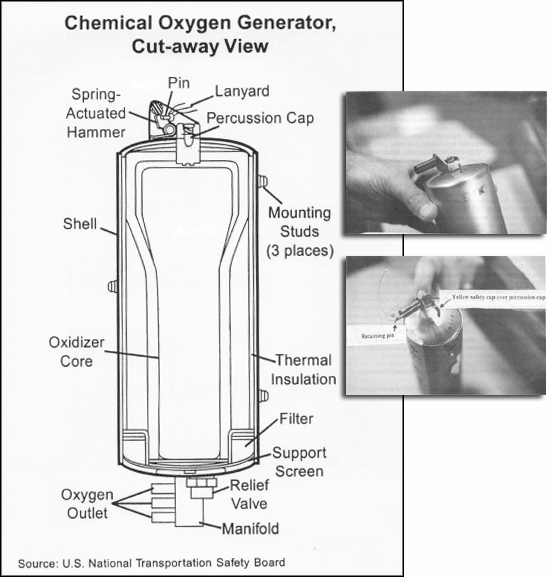 Chemical Oxygen Generator,
Cut-away View
Pin
Spring-
Actuated
Hammer
Lanyard
Percussion Cap
Shell
Mounting
Studs
(3 places)
Oxidizer
Core
Thermal
Insulation
Filter
Support
Screen
Oxygen
Outlet
Relief
Valve
Manifold
Source: U.S. National Transportation Safety Board
Yellow safety cap over percussion cap
Retaining pin